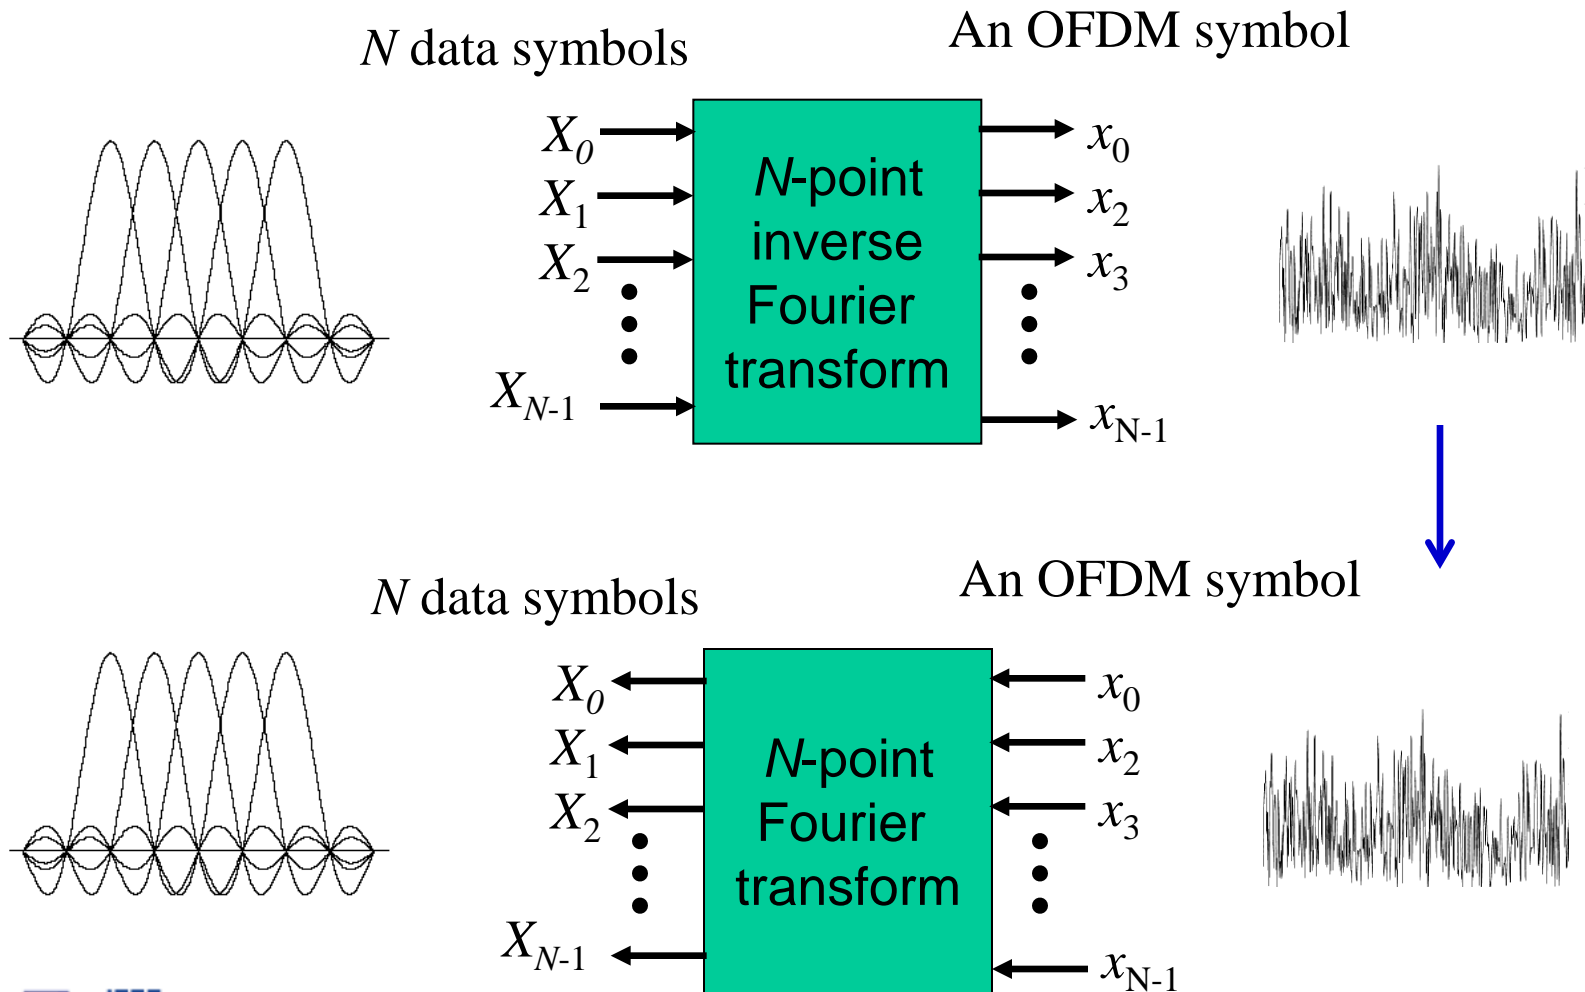 N data symbols
An OFDM symbol
X0
X1
X2
XN-1
N-point
inverse
Fourier
transform
x0
x2
x3
xN-1
N data symbols
An OFDM symbol
X0
X1
X2
XN-1
N-point
Fourier
transform
x0
x2
x3
xN-1